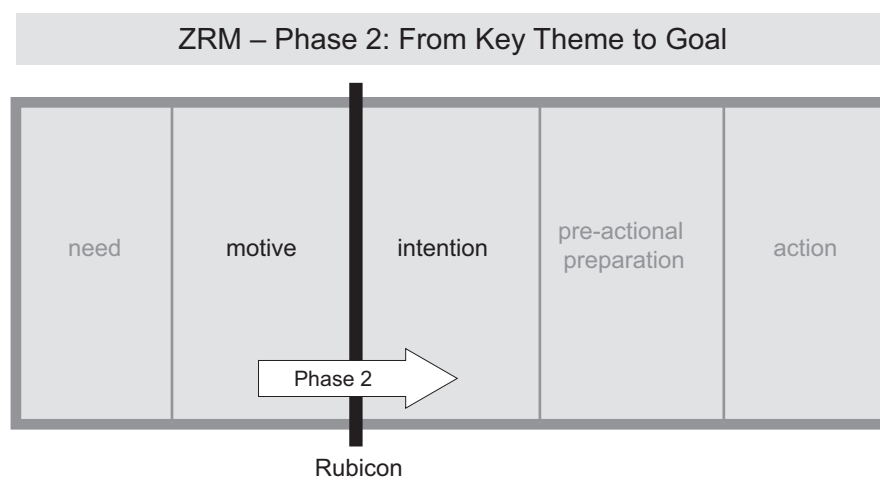 ZRM – Phase 2: From Key Theme to Goal
need
motive
intention
pre-actional
preparation
action
Phase 2
Rubicon